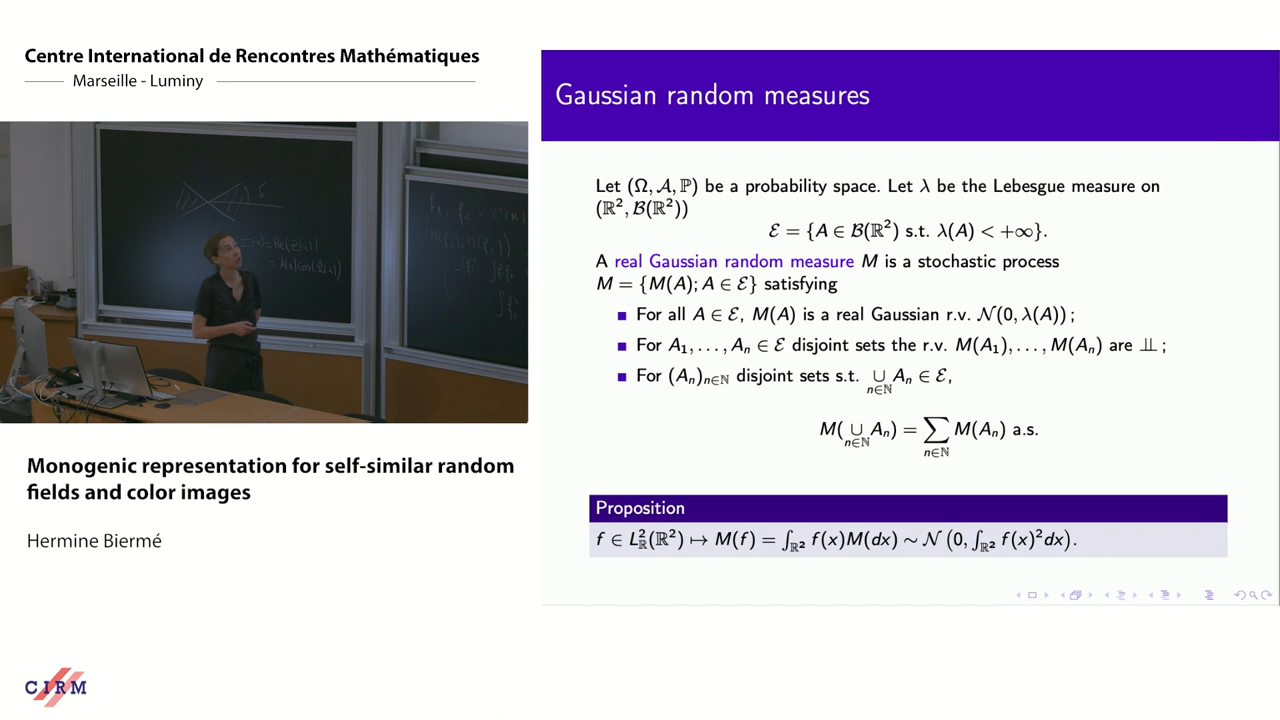 Centre International de Rencontres Mathématiques
Marseille - Luminy
Monogenic representation for self-similar random
fields and color images
Hermine Biermé
CIRM
Gaussian random measures
Let (Ω, 𝒜, ℙ) be a probability space. Let λ be the Lebesgue measure on
(ℝ², ℬ(ℝ²))
ℰ = {A ∈ ℬ(ℝ²) s.t. λ(A) < +∞}.
A real Gaussian random measure M is a stochastic process
M = {M(A); A ∈ ℰ} satisfying
■ For all A ∈ ℰ, M(A) is a real Gaussian r.v. 𝒩(0, λ(A)) ;
■ For A₁, . . . , Aₙ ∈ ℰ disjoint sets the r.v. M(A₁), . . . , M(Aₙ) are ⫫ ;
■ For (Aₙ)ₙ∈ℕ disjoint sets s.t. ∪ₙ∈ℕ Aₙ ∈ ℰ,
M(∪ₙ∈ℕ Aₙ) = ∑ₙ∈ℕ M(Aₙ) a.s.
Proposition
f ∈ L²_ℝ(ℝ²) ↦ M(f) = ∫_ℝ² f(x)M(dx) ∼ 𝒩 (0, ∫_ℝ² f(x)²dx).